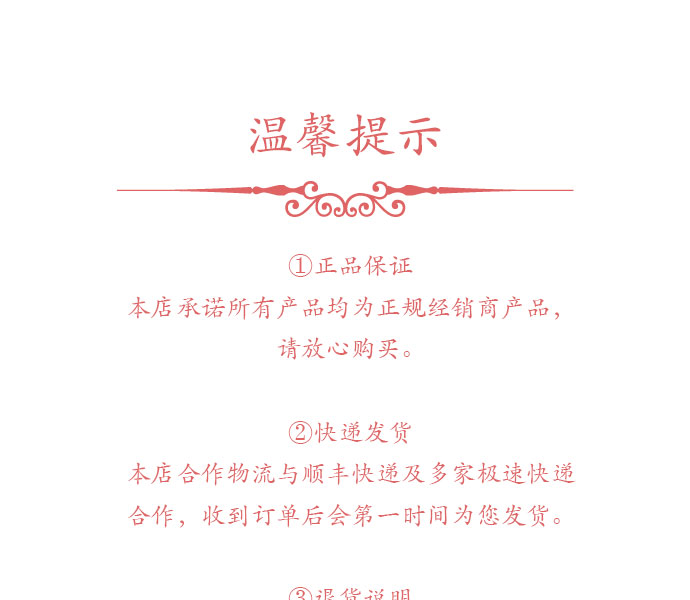 温馨提示
①正品保证
本店承诺所有产品均为正规经销商产品，
请放心购买。
②快递发货
本店合作物流与顺丰快递及多家极速快递
合作，收到订单后会第一时间为您发货。
③退货说明